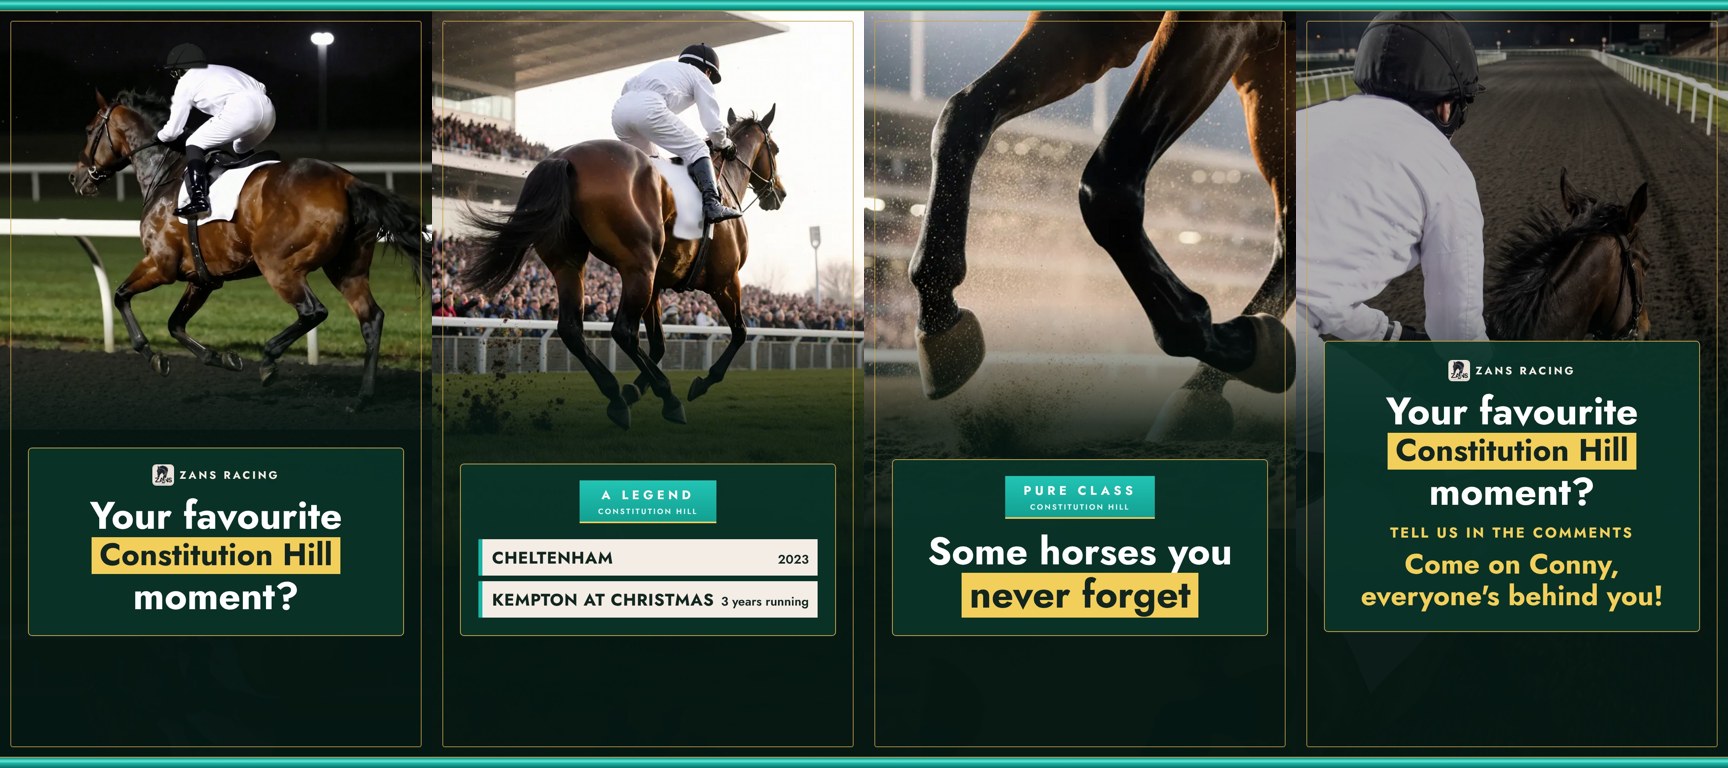 ZANS RACING
Your favourite
Constitution Hill
moment?
A LEGEND
CONSTITUTION HILL
CHELTENHAM 2023
KEMPTON AT CHRISTMAS 3 years running
PURE CLASS
CONSTITUTION HILL
Some horses you
never forget
ZANS RACING
Your favourite
Constitution Hill
moment?
TELL US IN THE COMMENTS
Come on Conny,
everyone's behind you!